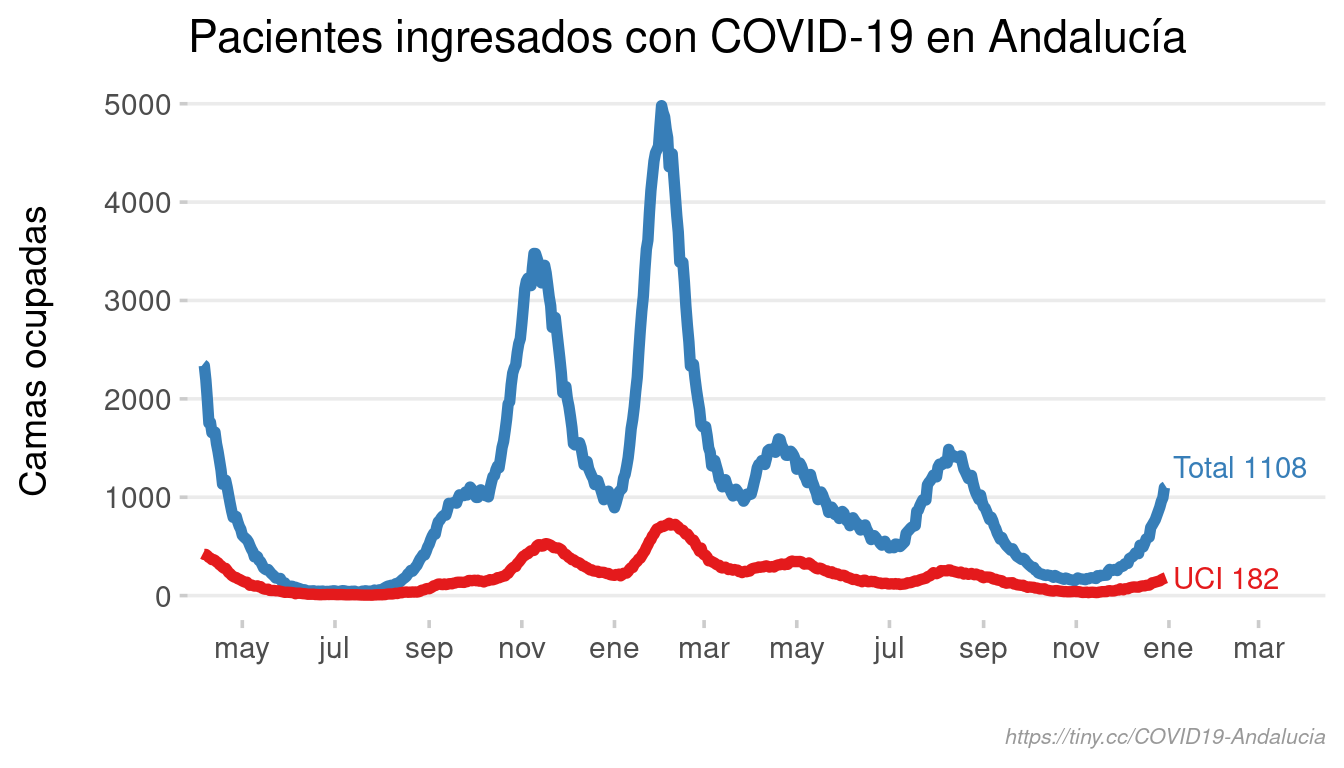 Pacientes ingresados con COVID-19 en Andalucía
Camas ocupadas
5000
4000
3000
2000
1000
0
Total 1108
UCI 182
may jul sep nov ene mar may jul sep nov ene mar
https://tiny.cc/COVID19-Andalucia